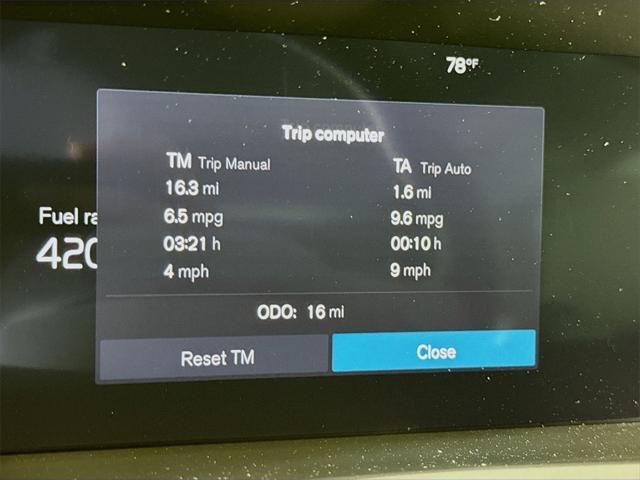 78°F
Trip computer
TM Trip Manual
16.3 mi
6.5 mpg
03:21 h
4 mph
TA Trip Auto
1.6 mi
9.6 mpg
00:10 h
9 mph
Fuel
420
ODO: 16 mi
Reset TM
Close